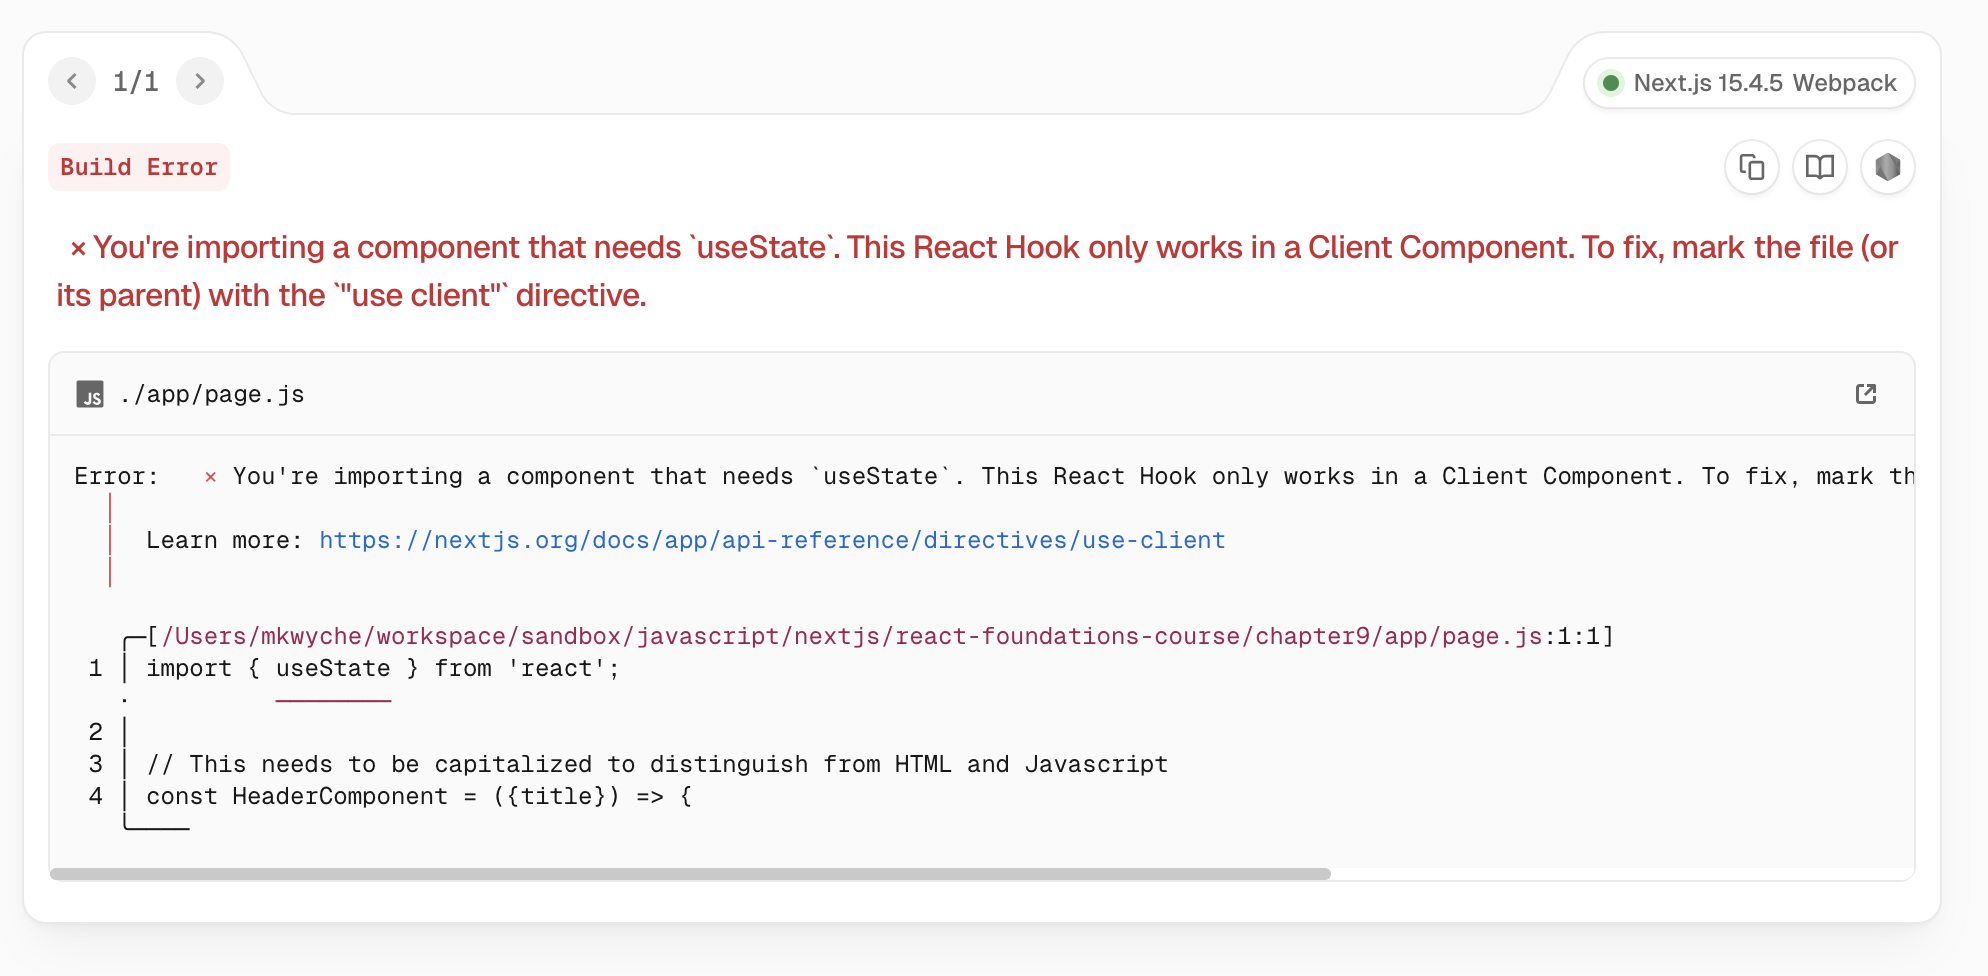 1/1
Next.js 15.4.5 Webpack
Build Error
× You're importing a component that needs `useState`. This React Hook only works in a Client Component. To fix, mark the file (or
its parent) with the `"use client"` directive.
JS ./app/page.js
Error:   × You're importing a component that needs `useState`. This React Hook only works in a Client Component. To fix, mark th
Learn more: https://nextjs.org/docs/app/api-reference/directives/use-client
[/Users/mkwyche/workspace/sandbox/javascript/nextjs/react-foundations-course/chapter9/app/page.js:1:1]
1 │ import { useState } from 'react';
2 │
3 │ // This needs to be capitalized to distinguish from HTML and Javascript
4 │ const HeaderComponent = ({title}) => {